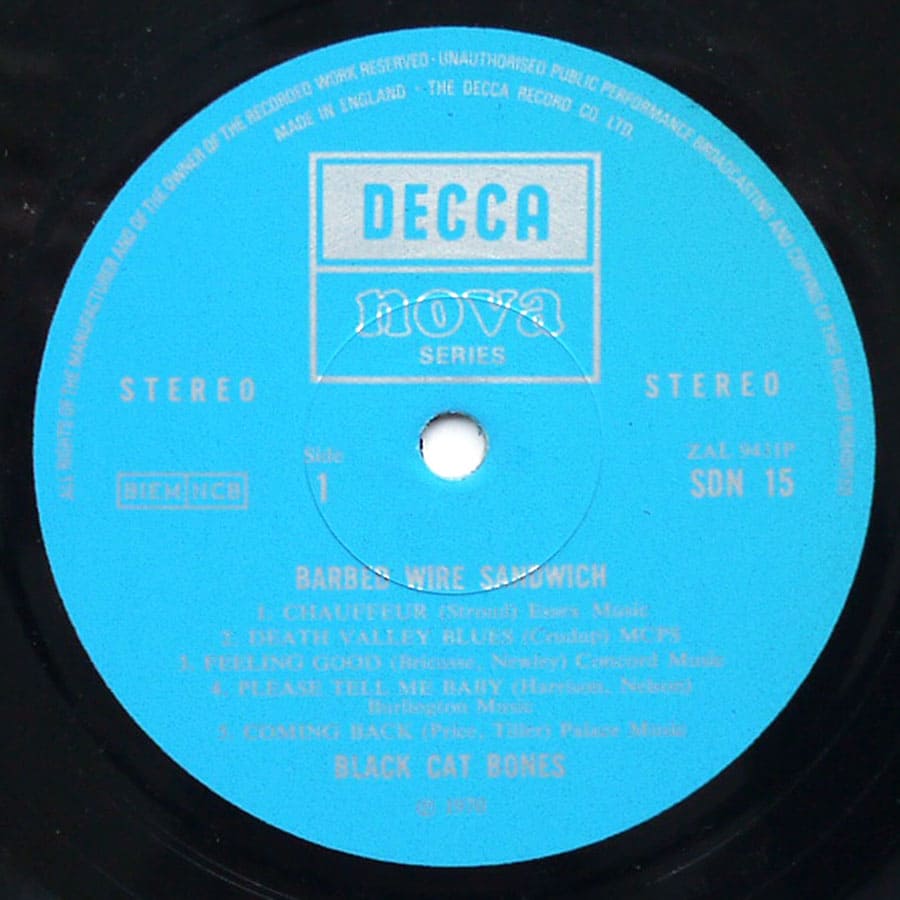 ALL RIGHTS OF THE MANUFACTURER AND OF THE OWNER OF THE RECORDED WORK RESERVED · UNAUTHORISED PUBLIC PERFORMANCE BROADCASTING AND COPYING OF THIS RECORD PROHIBITED
MADE IN ENGLAND · THE DECCA RECORD CO. LTD.
DECCA
nova
SERIES
STEREO STEREO
Side
1
ZAL 9431P
SDN 15
BIEM NCB
BARBED WIRE SANDWICH
1. CHAUFFEUR (Stroud) Essex Music
2. DEATH VALLEY BLUES (Crudup) MCPS
3. FEELING GOOD (Bricusse, Newley) Concord Music
4. PLEASE TELL ME BABY (Harrison, Nelson)
Burlington Music
5. COMING BACK (Price, Tiller) Palace Music
BLACK CAT BONES
℗ 1970